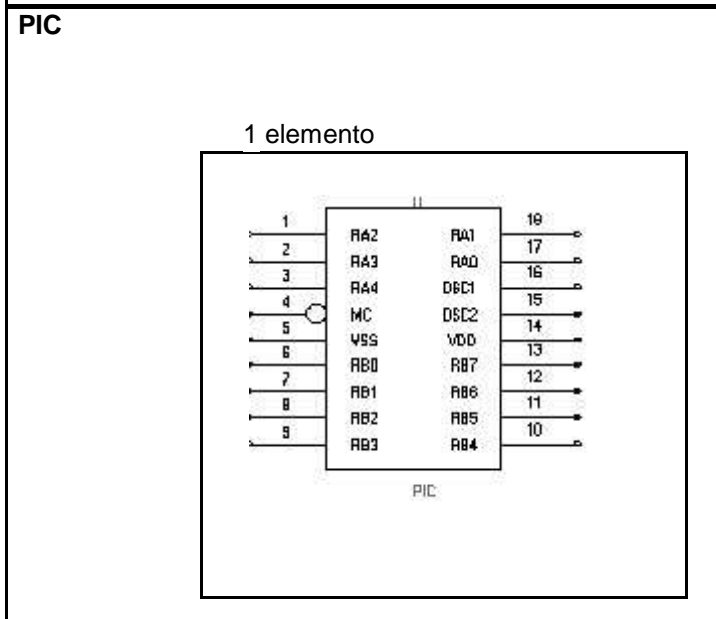 PIC
1 elemento
1 RA2 RA1 18
2 RA3 RA0 17
3 RA4 OSC1 16
4 MC OSC2 15
5 VSS VDD 14
6 RB0 RB7 13
7 RB1 RB6 12
8 RB2 RB5 11
9 RB3 RB4 10
PIC